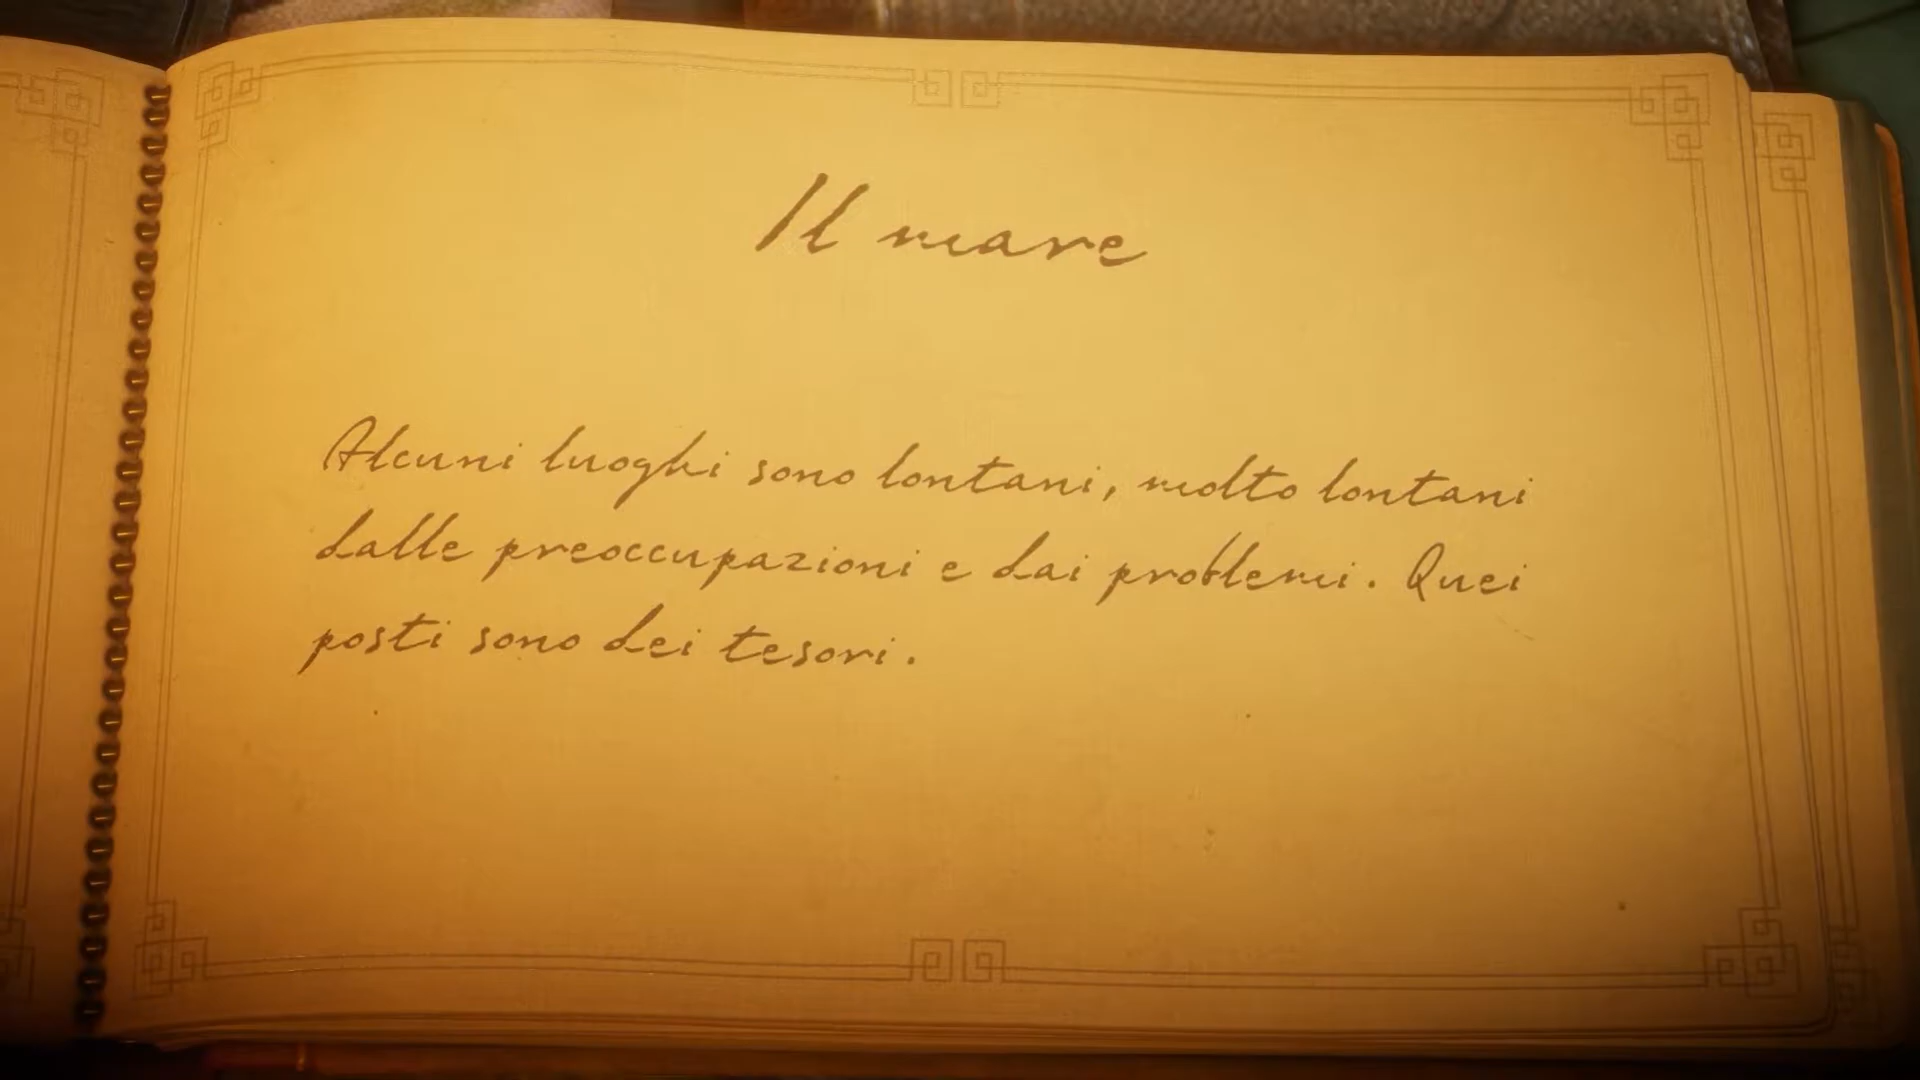 Il mare
Alcuni luoghi sono lontani, molto lontani
dalle preoccupazioni e dai problemi. Quei
posti sono dei tesori.